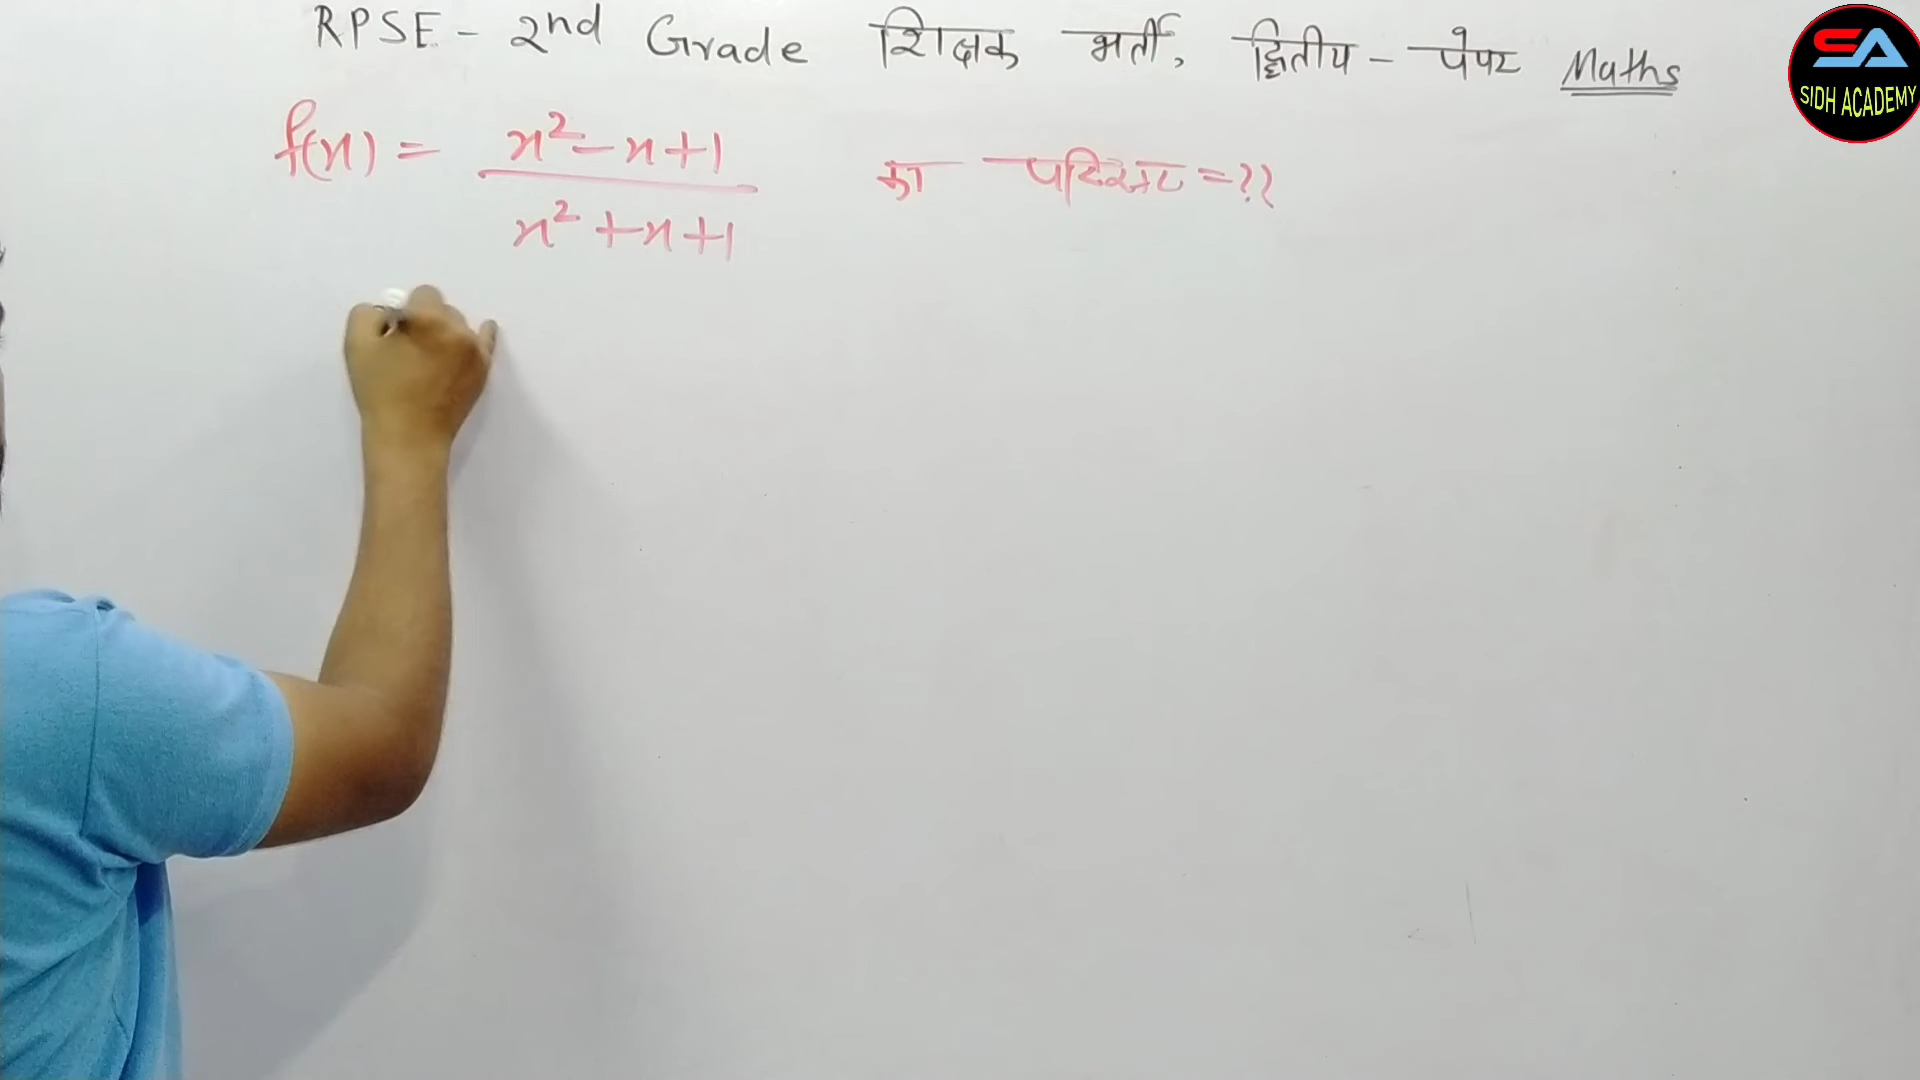 RPSE - 2nd Grade शिक्षक भर्ती, द्वितीय - पेपर Maths
SA
SIDH ACADEMY
f(x) = x² - x + 1 का परिसर = ??
x² + x + 1